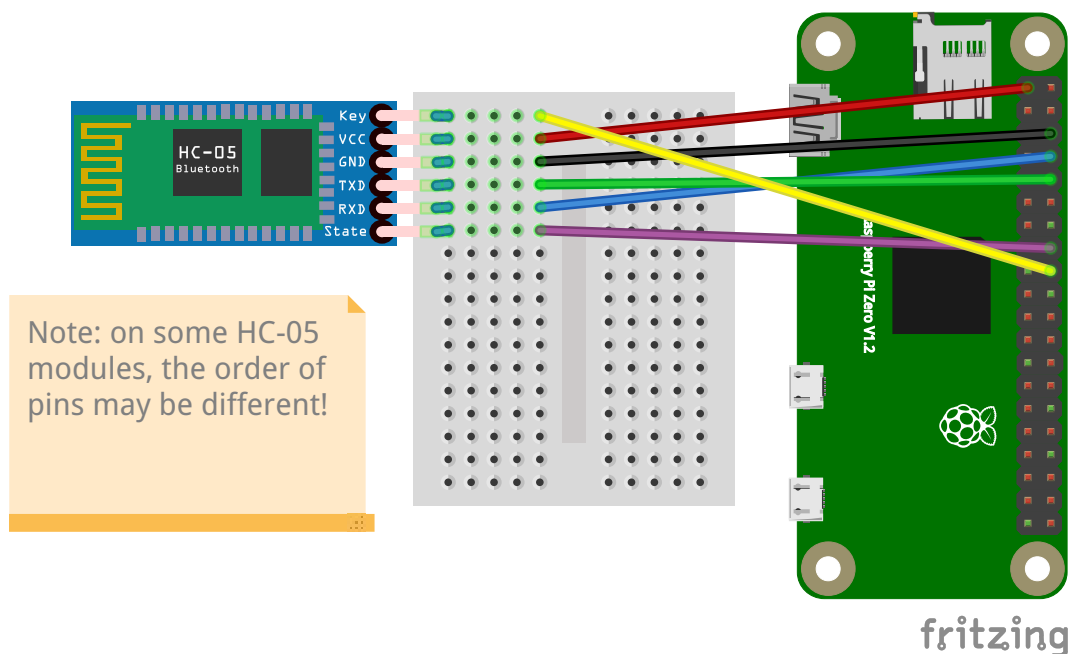 Key
VCC
GND
TXD
RXD
State
HC-05
Bluetooth
Note: on some HC-05
modules, the order of
pins may be different!
Pi Zero V1.2
fritzing